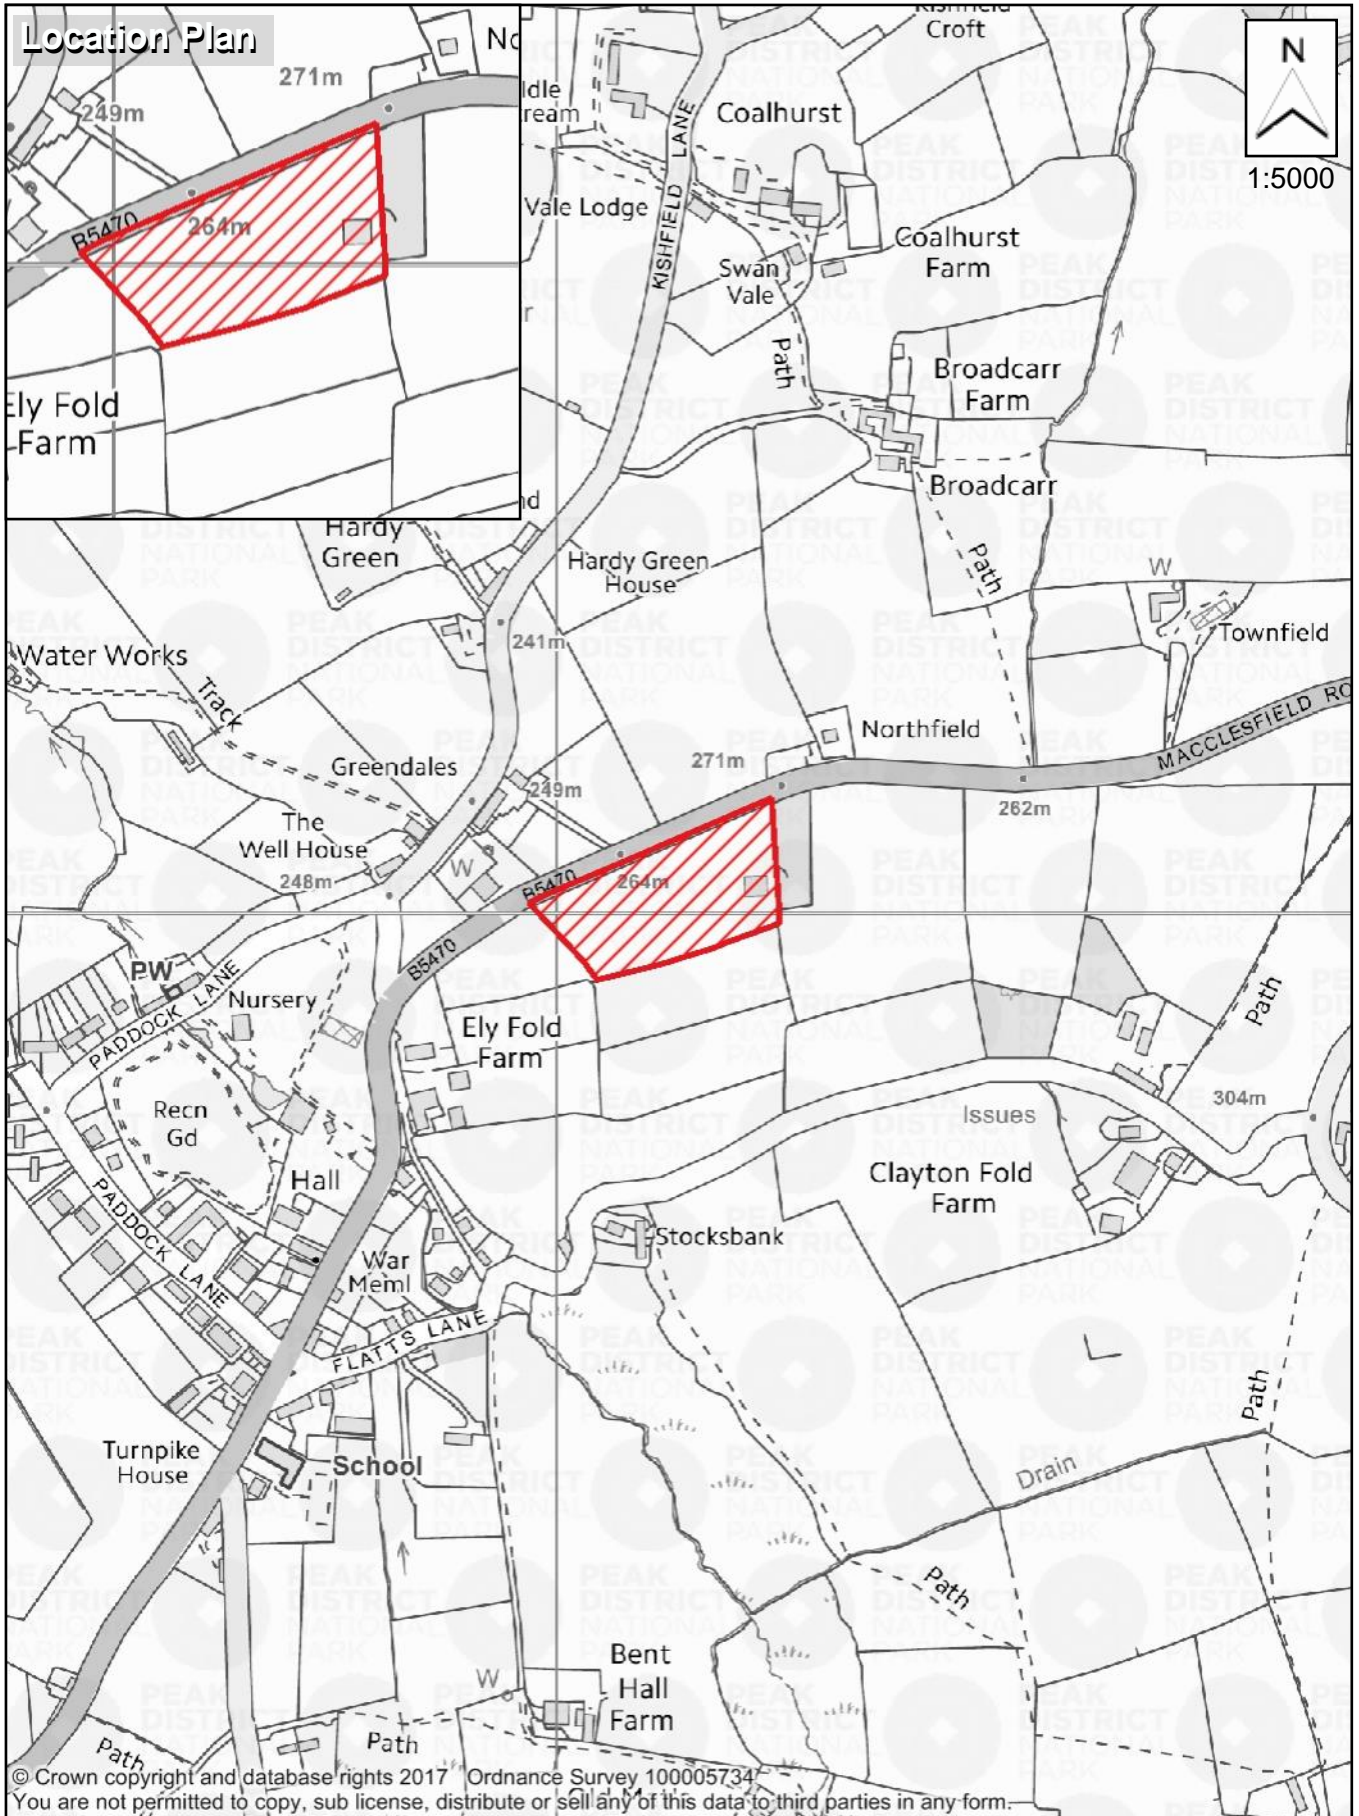 Location Plan
271m
249m
264m
B5470
Ely Fold
Farm
Croft
N
1:5000
Coalhurst
KISHFIELD LANE
Vale Lodge
Coalhurst
Farm
Swan
Vale
Path
Broadcarr
Farm
Broadcarr
Path
Hardy
Green
Hardy Green
House
W
Townfield
241m
Water Works
Track
Northfield
MACCLESFIELD RO
271m
Greendales
249m
262m
The
Well House
W
248m
264m
B5470
B5470
PW
PADDOCK LANE
Nursery
Path
Ely Fold
Farm
Recn
Gd
Issues
304m
Hall
Clayton Fold
Farm
PADDOCK LANE
Stocksbank
War
Meml
FLATTS LANE
Path
Turnpike
House
School
Drain
Path
Bent
Hall
Farm
W
Path
Path
© Crown copyright and database rights 2017 Ordnance Survey 100005734
You are not permitted to copy, sub license, distribute or sell any of this data to third parties in any form.
PEAK
DISTRICT
NATIONAL
PARK